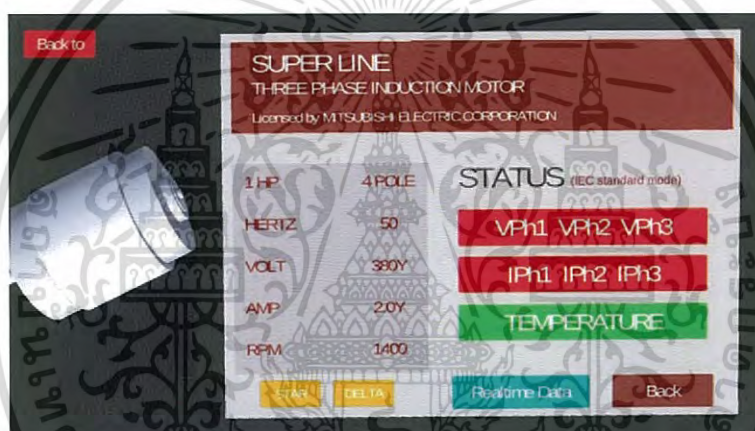 Back to
SUPER LINE
THREE PHASE INDUCTION MOTOR
Licensed by MITSUBISHI ELECTRIC CORPORATION
1 HP 4 POLE
HERTZ 50
VOLT 380Y
AMP 2.0Y
RPM 1400
STATUS (IEC standard mode)
VPh1 VPh2 VPh3
IPh1 IPh2 IPh3
TEMPERATURE
STAR DELTA Realtime Data Back